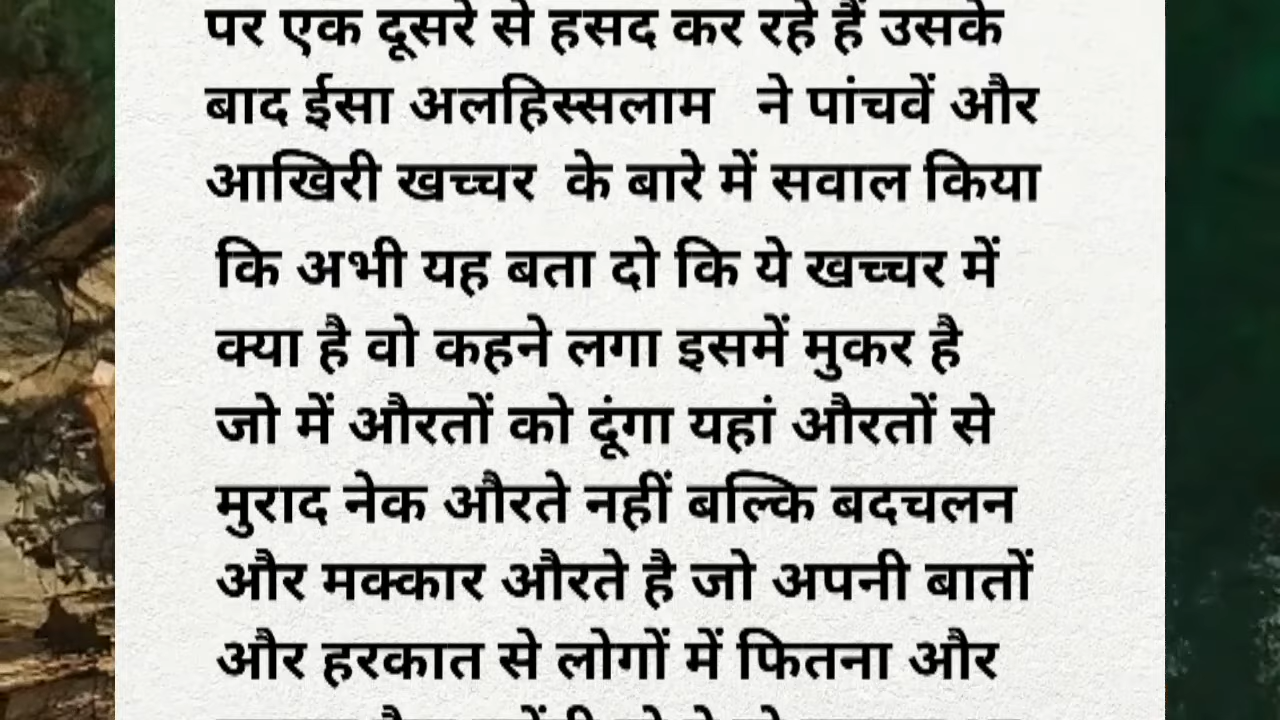 पर एक दूसरे से हसद कर रहे हैं उसके
बाद ईसा अलहिस्सलाम ने पांचवें और
आखिरी खच्चर के बारे में सवाल किया
कि अभी यह बता दो कि ये खच्चर में
क्या है वो कहने लगा इसमें मुकर है
जो में औरतों को दूंगा यहां औरतों से
मुराद नेक औरते नहीं बल्कि बदचलन
और मक्कार औरते है जो अपनी बातों
और हरकात से लोगों में फितना और